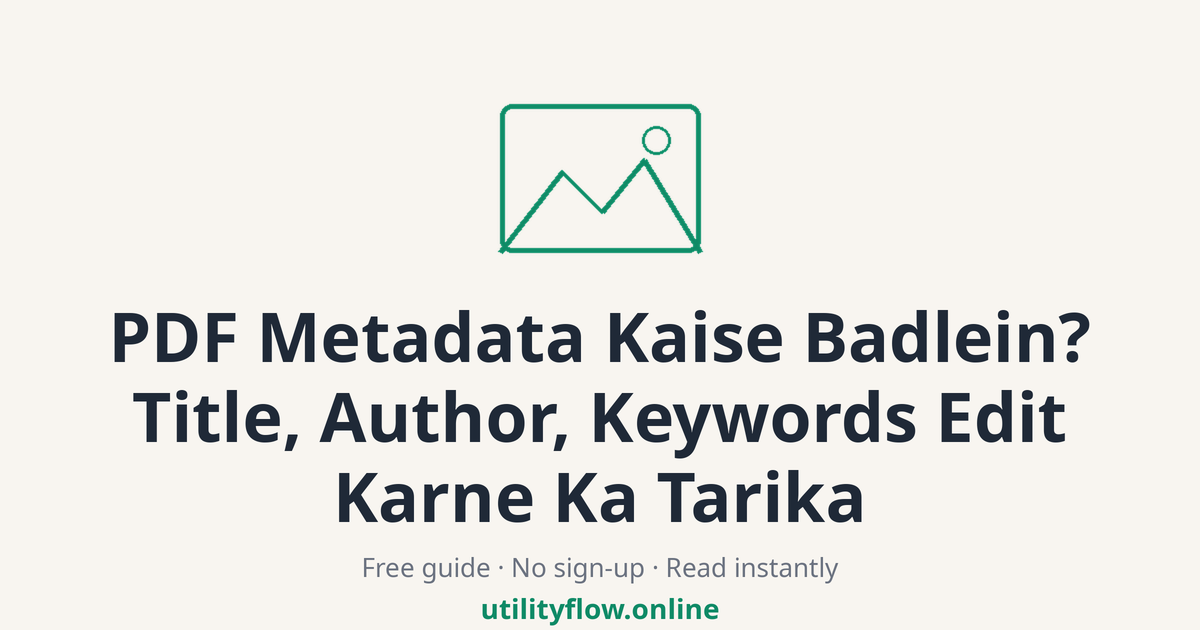 PDF Metadata Kaise Badlein?
Title, Author, Keywords Edit
Karne Ka Tarika
Free guide · No sign-up · Read instantly
utilityflow.online